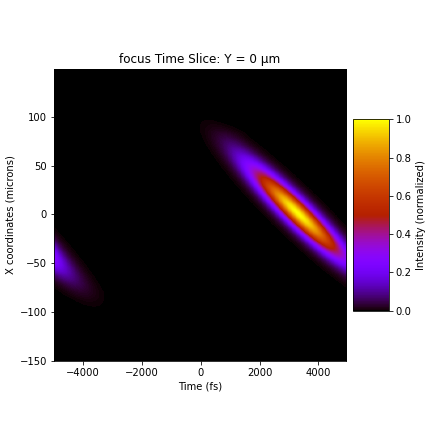 focus Time Slice: Y = 0 μm
X coordinates (microns)
100
50
0
−50
−100
−150
−4000 −2000 0 2000 4000
Time (fs)
1.0
0.8
0.6
0.4
0.2
0.0
Intensity (normalized)